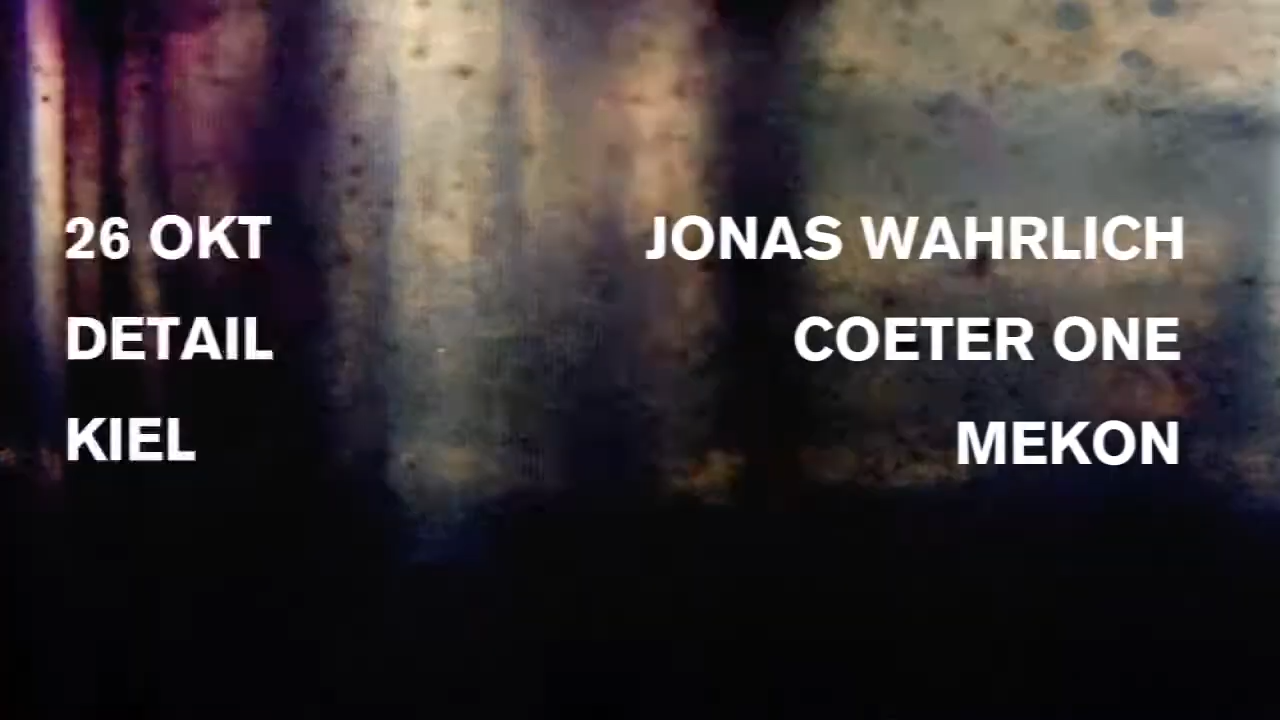 26 OKT
DETAIL
KIEL
JONAS WAHRLICH
COETER ONE
MEKON